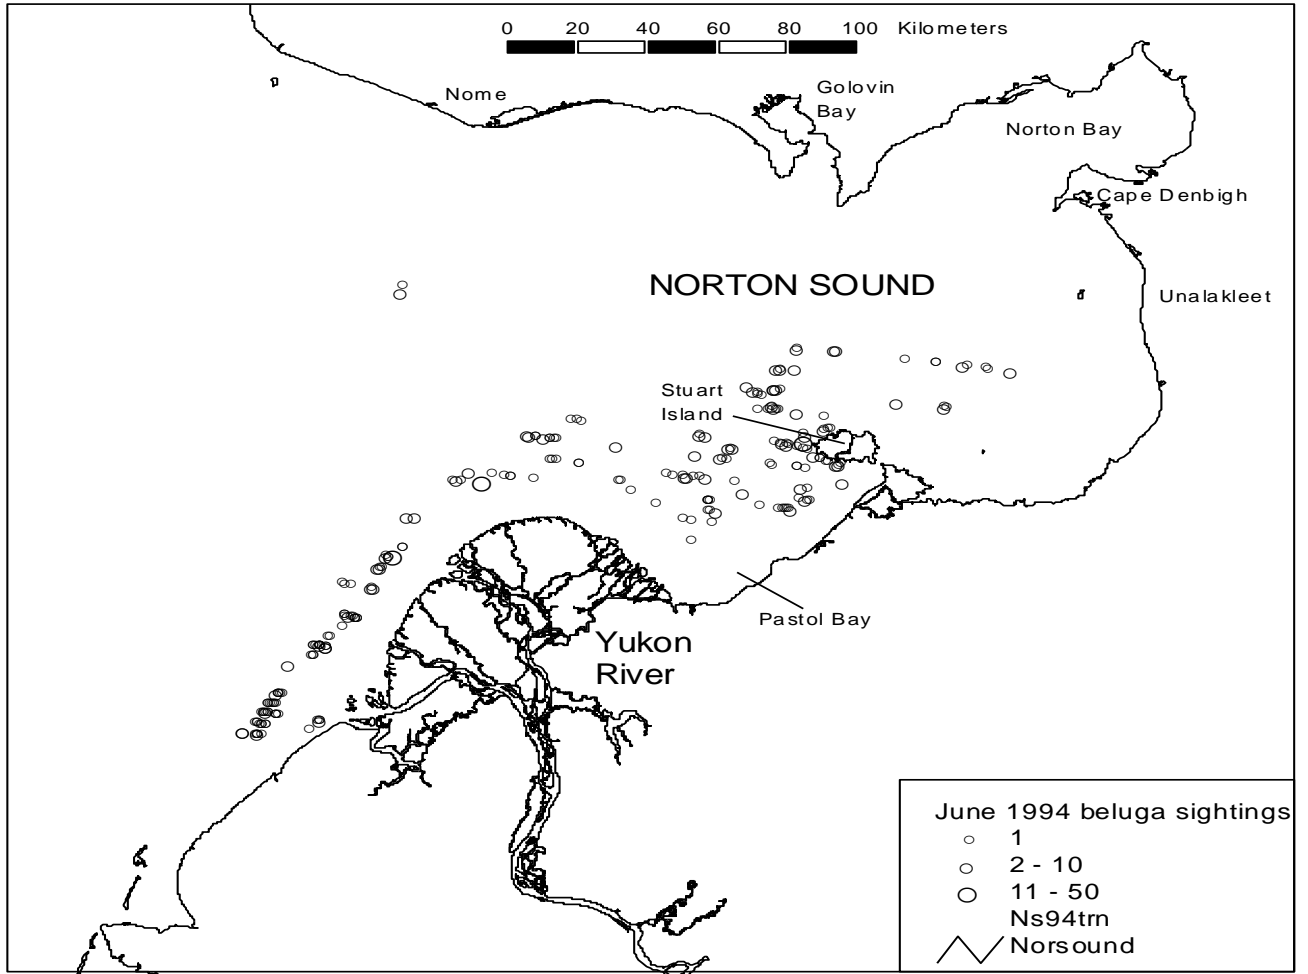 0 20 40 60 80 100 Kilometers
Nome
Golovin
Bay
Norton Bay
Cape Denbigh
NORTON SOUND
Unalakleet
Stuart
Island
Pastol Bay
Yukon
River
June 1994 beluga sightings
1
2 - 10
11 - 50
Ns94trn
Norsound